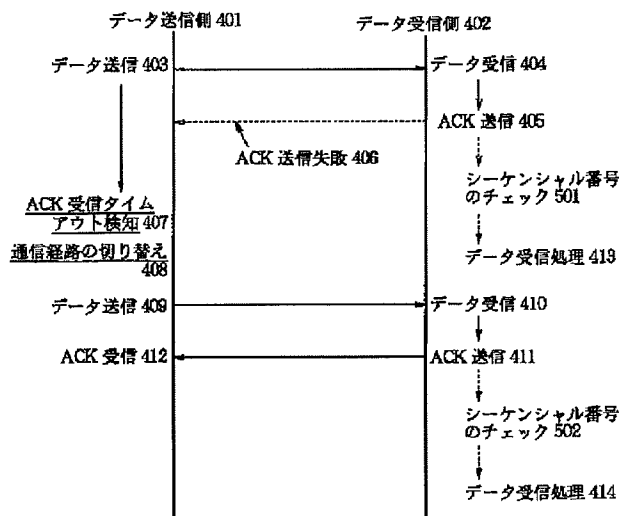 データ送信側 401
データ受信側 402
データ送信 403
データ受信 404
ACK 送信 405
ACK 送信失敗 406
シーケンシャル番号
のチェック 501
ACK 受信タイム
アウト検知 407
通信経路の切り替え
408
データ受信処理 413
データ送信 409
データ受信 410
ACK 受信 412
ACK 送信 411
シーケンシャル番号
のチェック 502
データ受信処理 414